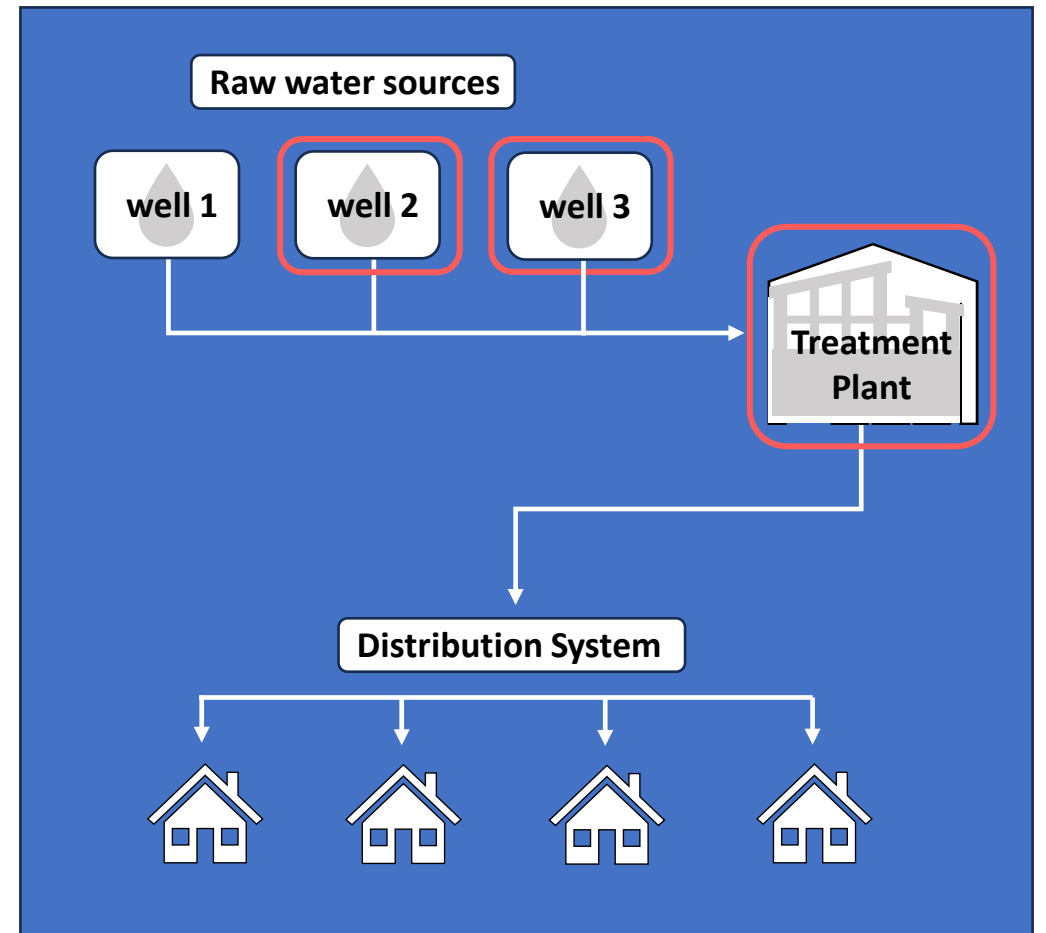 Raw water sources
well 1
well 2
well 3
Treatment
Plant
Distribution System